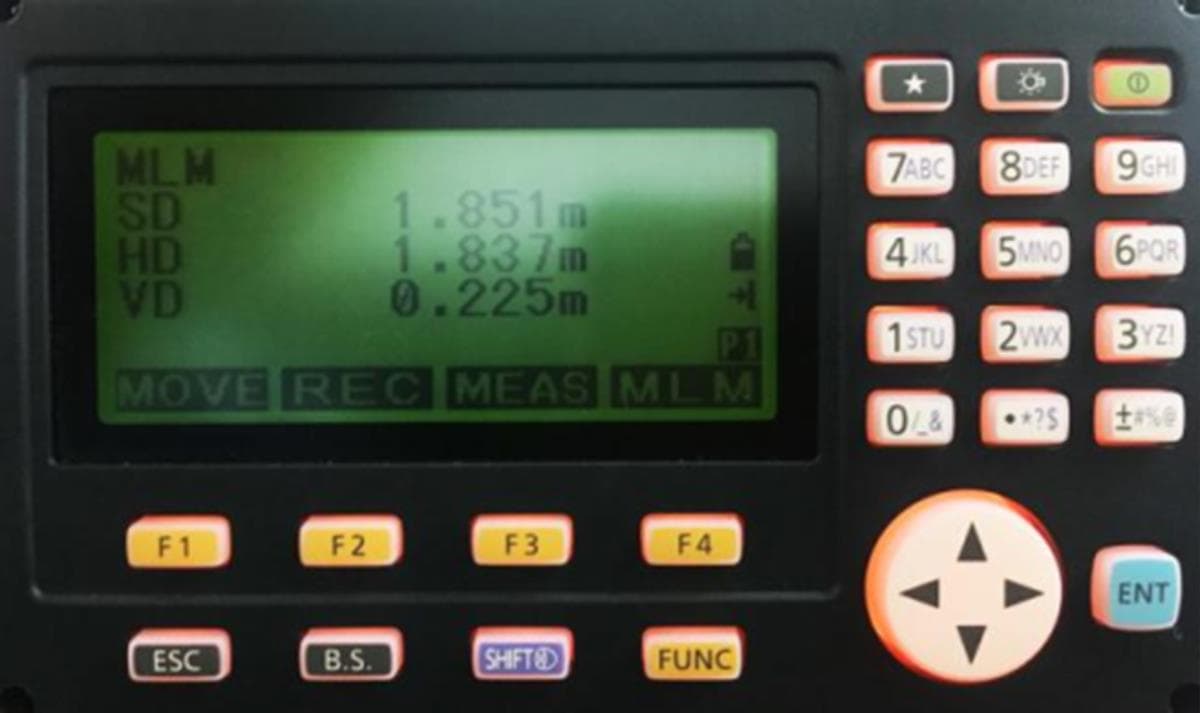 MLM
SD 1.851m
HD 1.837m
VD 0.225m
P1
MOVE REC MEAS MLM
F1 F2 F3 F4
ESC B.S. SHIFT FUNC
★
7ABC 8DEF 9GHI
4JKL 5MNO 6PQR
1STU 2VWX 3YZ!
0/_& •*?$ ±#%@
ENT